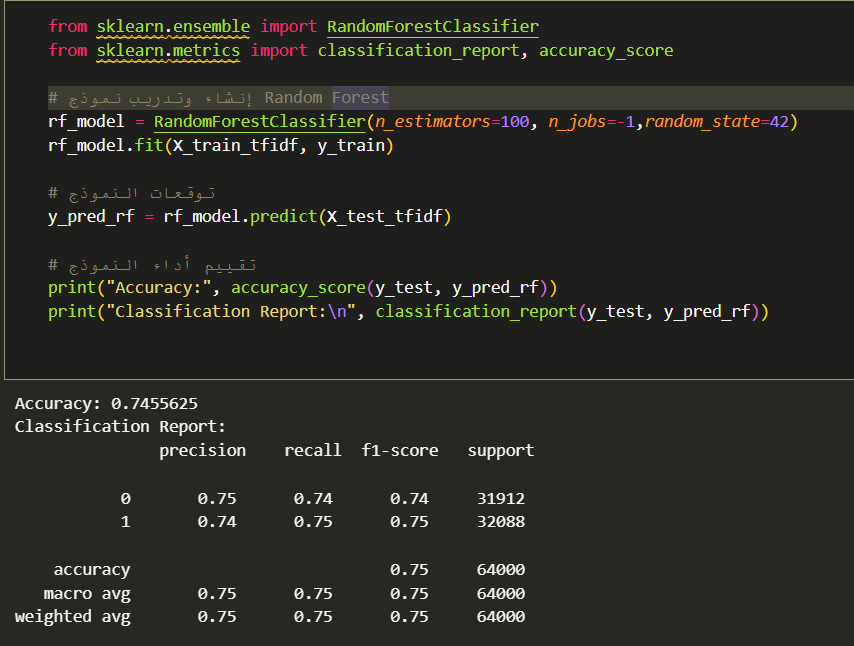 from sklearn.ensemble import RandomForestClassifier
from sklearn.metrics import classification_report, accuracy_score
# إنشاء وتدريب نموذج Random Forest
rf_model = RandomForestClassifier(n_estimators=100, n_jobs=-1,random_state=42)
rf_model.fit(X_train_tfidf, y_train)
# توقعات النموذج
y_pred_rf = rf_model.predict(X_test_tfidf)
# تقييم أداء النموذج
print("Accuracy:", accuracy_score(y_test, y_pred_rf))
print("Classification Report:\n", classification_report(y_test, y_pred_rf))
Accuracy: 0.7455625
Classification Report:
precision recall f1-score support
0 0.75 0.74 0.74 31912
1 0.74 0.75 0.75 32088
accuracy 0.75 64000
macro avg 0.75 0.75 0.75 64000
weighted avg 0.75 0.75 0.75 64000